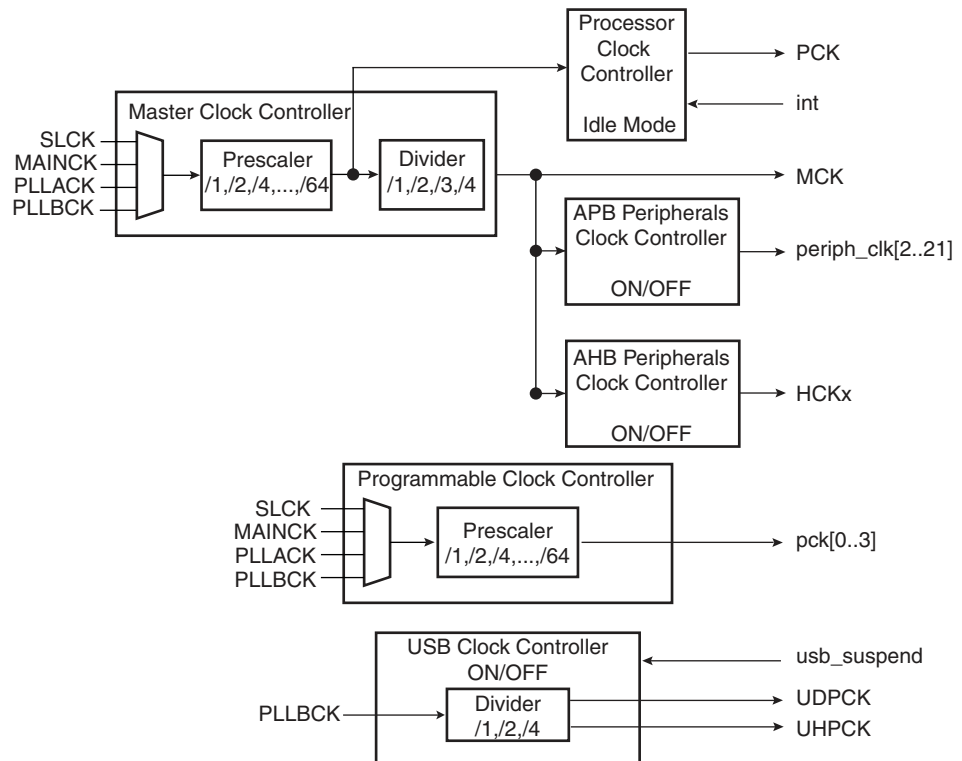 Processor
Clock
Controller
Idle Mode
PCK
int
Master Clock Controller
SLCK
MAINCK
PLLACK
PLLBCK
Prescaler
/1,/2,/4,...,/64
Divider
/1,/2,/3,/4
MCK
APB Peripherals
Clock Controller
ON/OFF
periph_clk[2..21]
AHB Peripherals
Clock Controller
ON/OFF
HCKx
Programmable Clock Controller
SLCK
MAINCK
PLLACK
PLLBCK
Prescaler
/1,/2,/4,...,/64
pck[0..3]
USB Clock Controller
ON/OFF
usb_suspend
PLLBCK
Divider
/1,/2,/4
UDPCK
UHPCK